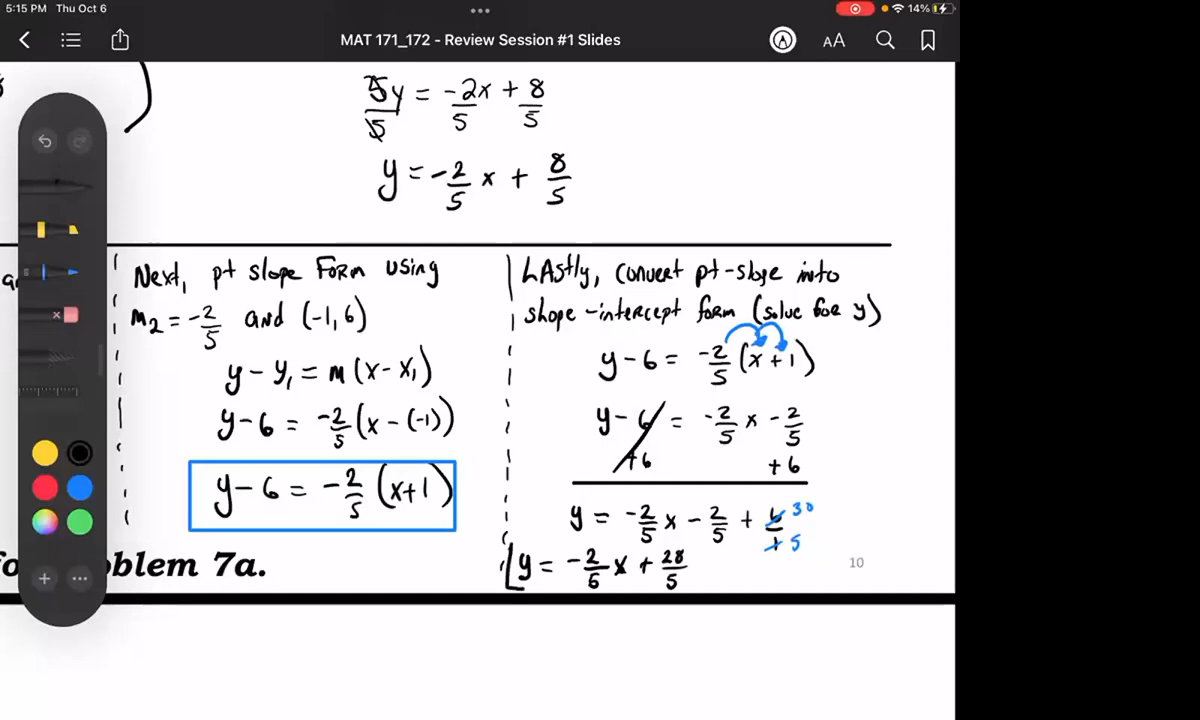 5:15 PM Thu Oct 6
14%
MAT 171_172 - Review Session #1 Slides
AA
5y/5 = -2x/5 + 8/5
y = -2/5 x + 8/5
Next, pt slope Form using
m₂ = -2/5 and (-1, 6)
y - y₁ = m (x - x₁)
y - 6 = -2/5 (x - (-1))
y - 6 = -2/5 (x+1)
blem 7a.
LAstly, convert pt-slope into
slope-intercept form (solve for y)
y - 6 = -2/5 (x + 1)
y - 6 = -2/5 x - 2/5
+6 +6
y = -2/5 x - 2/5 + 6/1 30/5
y = -2/5 x + 28/5
10